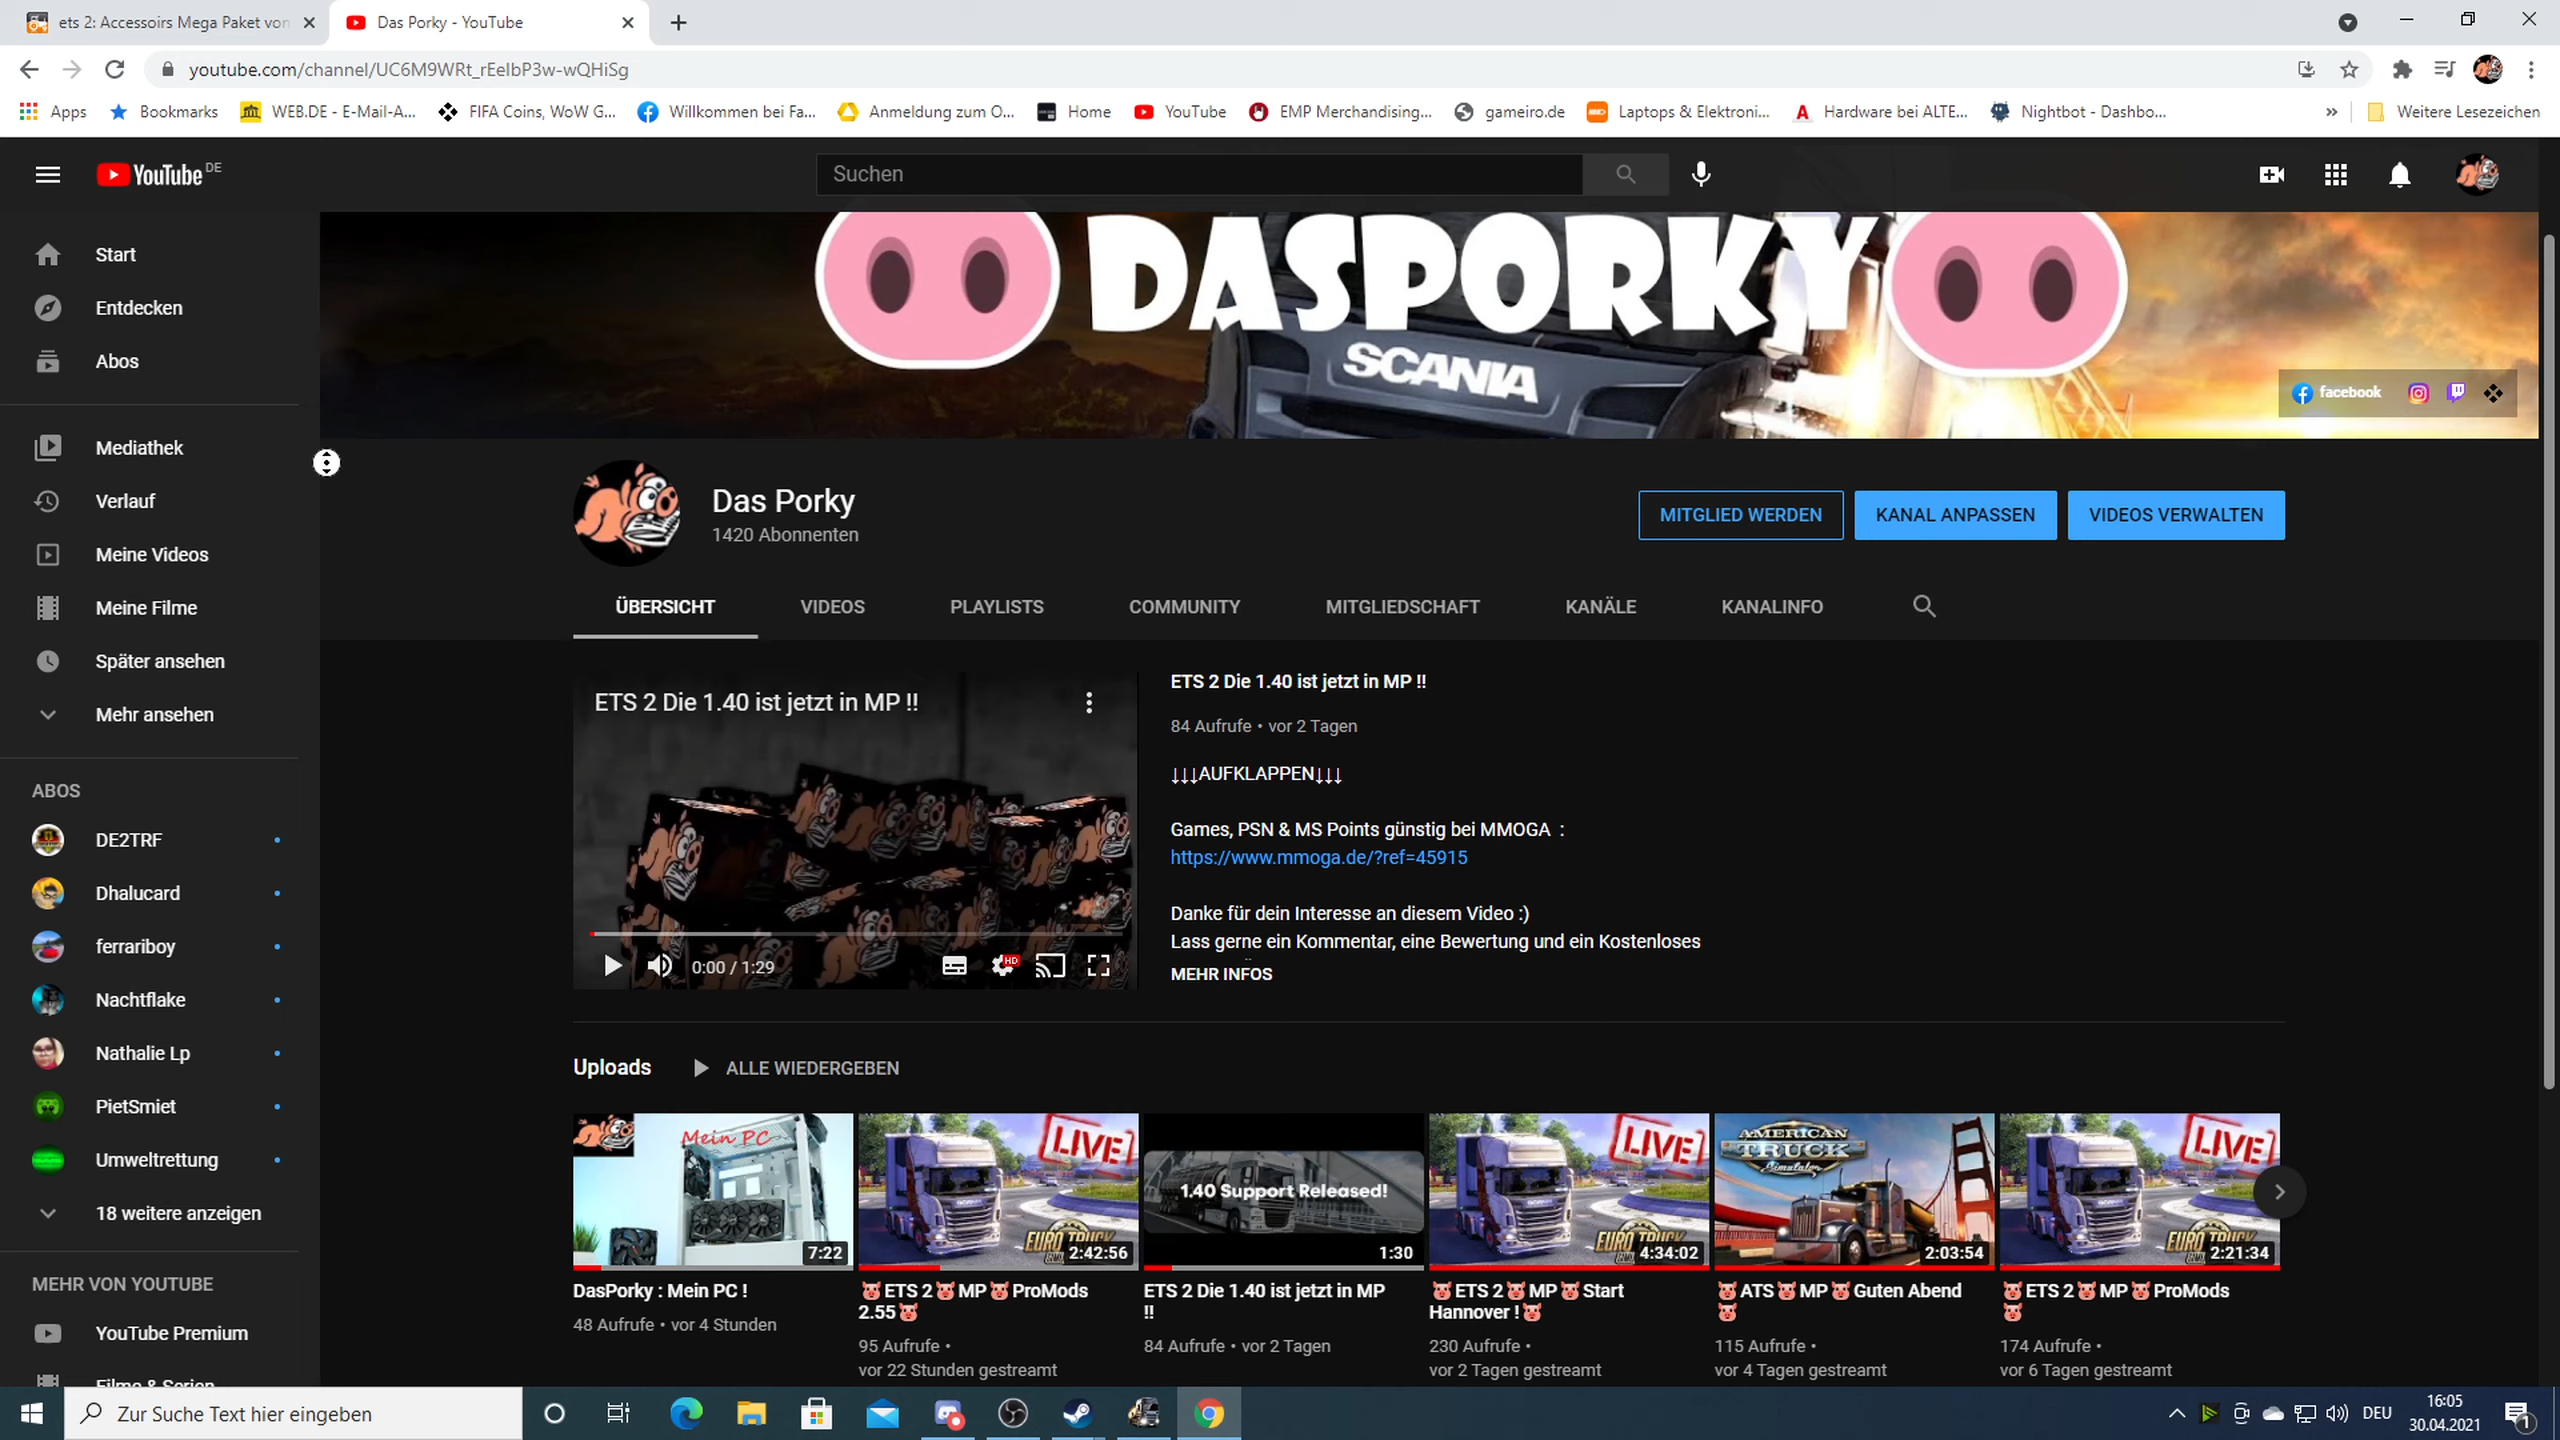 ets 2: Accessoirs Mega Paket von
Das Porky - YouTube
youtube.com/channel/UC6M9WRt_rEeIbP3w-wQHiSg
Apps
Bookmarks
WEB.DE - E-Mail-A...
FIFA Coins, WoW G...
Willkommen bei Fa...
Anmeldung zum O...
Home
YouTube
EMP Merchandising...
gameiro.de
Laptops & Elektroni...
Hardware bei ALTE...
Nightbot - Dashbo...
»
Weitere Lesezeichen
YouTube DE
Suchen
Start
Entdecken
Abos
Mediathek
Verlauf
Meine Videos
Meine Filme
Später ansehen
Mehr ansehen
ABOS
DE2TRF
Dhalucard
ferrariboy
Nachtflake
Nathalie Lp
PietSmiet
Umweltrettung
18 weitere anzeigen
MEHR VON YOUTUBE
YouTube Premium
Filme & Serien
DASPORKY
SCANIA
facebook
Das Porky
1420 Abonnenten
MITGLIED WERDEN
KANAL ANPASSEN
VIDEOS VERWALTEN
ÜBERSICHT
VIDEOS
PLAYLISTS
COMMUNITY
MITGLIEDSCHAFT
KANÄLE
KANALINFO
ETS 2 Die 1.40 ist jetzt in MP !!
0:00 / 1:29
HD
ETS 2 Die 1.40 ist jetzt in MP !!
84 Aufrufe • vor 2 Tagen
↓↓↓AUFKLAPPEN↓↓↓
Games, PSN & MS Points günstig bei MMOGA :
https://www.mmoga.de/?ref=45915
Danke für dein Interesse an diesem Video :)
Lass gerne ein Kommentar, eine Bewertung und ein Kostenloses
MEHR INFOS
Uploads
ALLE WIEDERGEBEN
Mein PC
7:22
DasPorky : Mein PC !
48 Aufrufe • vor 4 Stunden
LIVE!
EURO TRUCK
2:42:56
🐷ETS 2🐷MP🐷ProMods
2.55🐷
95 Aufrufe •
vor 22 Stunden gestreamt
1.40 Support Released!
1:30
ETS 2 Die 1.40 ist jetzt in MP
!!
84 Aufrufe • vor 2 Tagen
LIVE!
EURO TRUCK
4:34:02
🐷ETS 2🐷MP🐷Start
Hannover !🐷
230 Aufrufe •
vor 2 Tagen gestreamt
AMERICAN
TRUCK
Simulator
2:03:54
🐷ATS🐷MP🐷Guten Abend
🐷
115 Aufrufe •
vor 4 Tagen gestreamt
LIVE!
EURO TRUCK
2:21:34
🐷ETS 2🐷MP🐷ProMods
🐷
174 Aufrufe •
vor 6 Tagen gestreamt
Zur Suche Text hier eingeben
DEU
16:05
30.04.2021
1